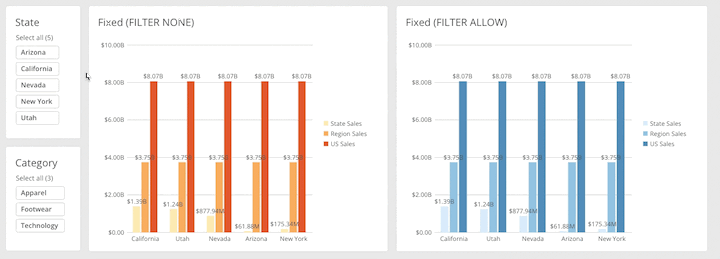 State
Select all (5)
Arizona
California
Nevada
New York
Utah
Category
Select all (3)
Apparel
Footwear
Technology
Fixed (FILTER NONE)
$10.00B
$8.00B
$6.00B
$4.00B
$2.00B
$0.00
$8.07B $8.07B $8.07B $8.07B $8.07B
$3.75B $3.75B $3.75B $3.75B $3.75B
$1.39B $1.24B $877.94M $61.88M $175.34M
California Utah Nevada Arizona New York
State Sales
Region Sales
US Sales
Fixed (FILTER ALLOW)
$10.00B
$8.00B
$6.00B
$4.00B
$2.00B
$0.00
$8.07B $8.07B $8.07B $8.07B $8.07B
$3.75B $3.75B $3.75B $3.75B $3.75B
$1.39B $1.24B $877.94M $61.88M $175.34M
California Utah Nevada Arizona New York
State Sales
Region Sales
US Sales